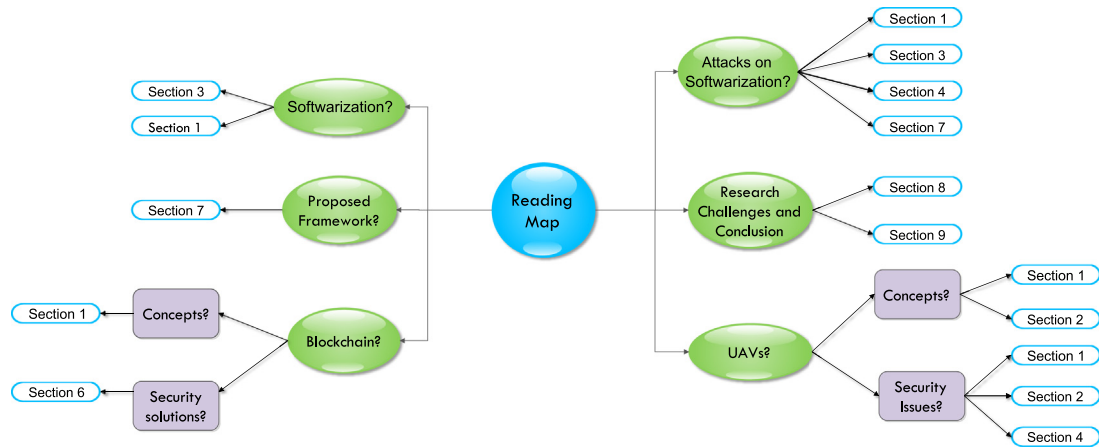 Reading
Map
Softwarization?
Section 3
Section 1
Proposed
Framework?
Section 7
Blockchain?
Concepts?
Section 1
Security
solutions?
Section 6
Attacks on
Softwarization?
Section 1
Section 3
Section 4
Section 7
Research
Challenges and
Conclusion
Section 8
Section 9
UAVs?
Concepts?
Section 1
Section 2
Security
Issues?
Section 1
Section 2
Section 4